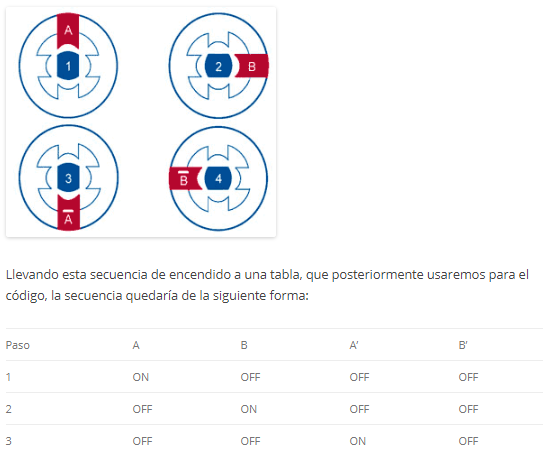 A
1
2 B
3
A̅
B̅ 4
Llevando esta secuencia de encendido a una tabla, que posteriormente usaremos para el
código, la secuencia quedaría de la siguiente forma:
Paso A B A’ B’
1 ON OFF OFF OFF
2 OFF ON OFF OFF
3 OFF OFF ON OFF